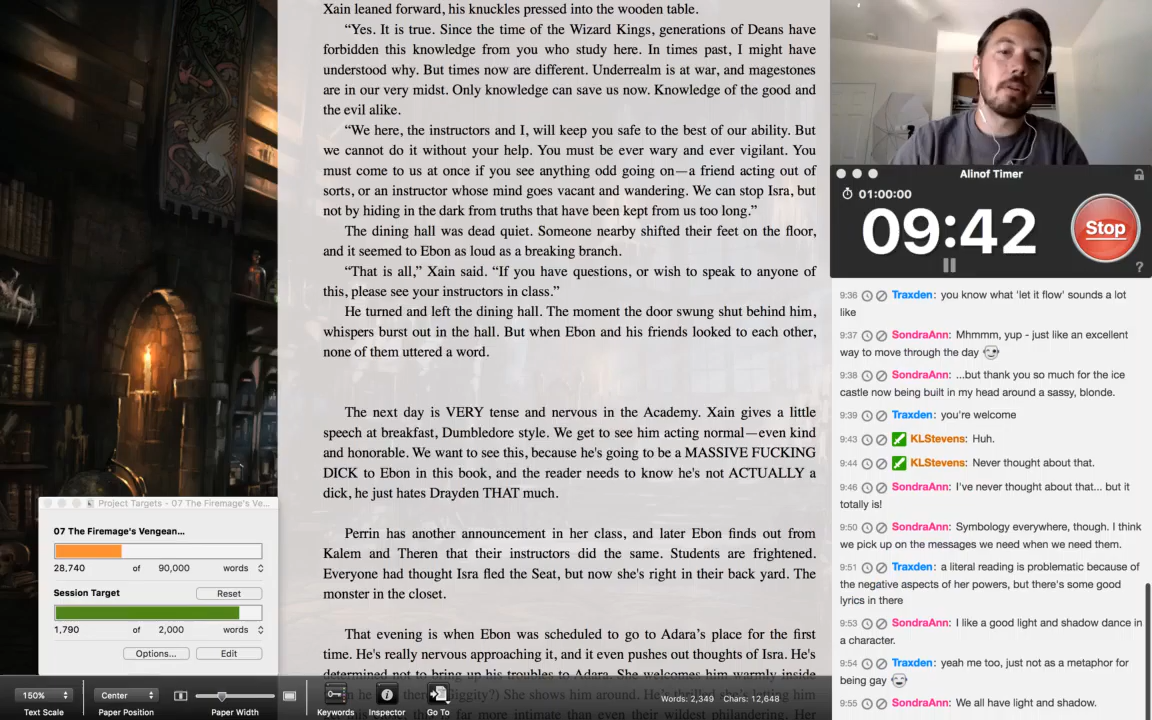 Xain leaned forward, his knuckles pressed into the wooden table.
“Yes. It is true. Since the time of the Wizard Kings, generations of Deans have
forbidden this knowledge from you who study here. In times past, I might have
understood why. But times now are different. Underrealm is at war, and magestones
are in our very midst. Only knowledge can save us now. Knowledge of the good and
the evil alike.
“We here, the instructors and I, will keep you safe to the best of our ability. But
we cannot do it without your help. You must be ever wary and ever vigilant. You
must come to us at once if you see anything odd going on—a friend acting out of
sorts, or an instructor whose mind goes vacant and wandering. We can stop Isra, but
not by hiding in the dark from truths that have been kept from us too long.”
The dining hall was dead quiet. Someone nearby shifted their feet on the floor,
and it seemed to Ebon as loud as a breaking branch.
“That is all,” Xain said. “If you have questions, or wish to speak to anyone of
this, please see your instructors in class.”
He turned and left the dining hall. The moment the door swung shut behind him,
whispers burst out in the hall. But when Ebon and his friends looked to each other,
none of them uttered a word.
The next day is VERY tense and nervous in the Academy. Xain gives a little
speech at breakfast, Dumbledore style. We get to see him acting normal—even kind
and honorable. We want to see this, because he's going to be a MASSIVE FUCKING
DICK to Ebon in this book, and the reader needs to know he's not ACTUALLY a
dick, he just hates Drayden THAT much.
Perrin has another announcement in her class, and later Ebon finds out from
Kalem and Theren that their instructors did the same. Students are frightened.
Everyone had thought Isra fled the Seat, but now she's right in their back yard. The
monster in the closet.
That evening is when Ebon was scheduled to go to Adara’s place for the first
time. He's really nervous approaching it, and it even pushes out thoughts of Isra. He's
determined not to bring up his troubles to Adara. She welcomes him warmly inside
She shows him around. He's thrilled she's letting him
far more intimate than even their wildest philandering. Her
Project Targets - 07 The Firemage's Ve...
07 The Firemage's Vengean...
28,740 of 90,000 words
Session Target Reset
1,790 of 2,000 words
Options... Edit
150% Center
Text Scale Paper Position Paper Width Keywords Inspector Go To
Words: 2,349 Chars: 12,648
Alinof Timer
01:00:00
09:42
Stop
?
9:36 Traxden: you know what 'let it flow' sounds a lot
like
9:37 SondraAnn: Mhmmm, yup - just like an excellent
way to move through the day
9:38 SondraAnn: ...but thank you so much for the ice
castle now being built in my head around a sassy, blonde.
9:39 Traxden: you're welcome
9:43 KLStevens: Huh.
9:44 KLStevens: Never thought about that.
9:46 SondraAnn: I've never thought about that... but it
totally is!
9:50 SondraAnn: Symbology everywhere, though. I think
we pick up on the messages we need when we need them.
9:51 Traxden: a literal reading is problematic because of
the negative aspects of her powers, but there's some good
lyrics in there
9:53 SondraAnn: I like a good light and shadow dance in
a character.
9:54 Traxden: yeah me too, just not as a metaphor for
being gay
9:55 SondraAnn: We all have light and shadow.